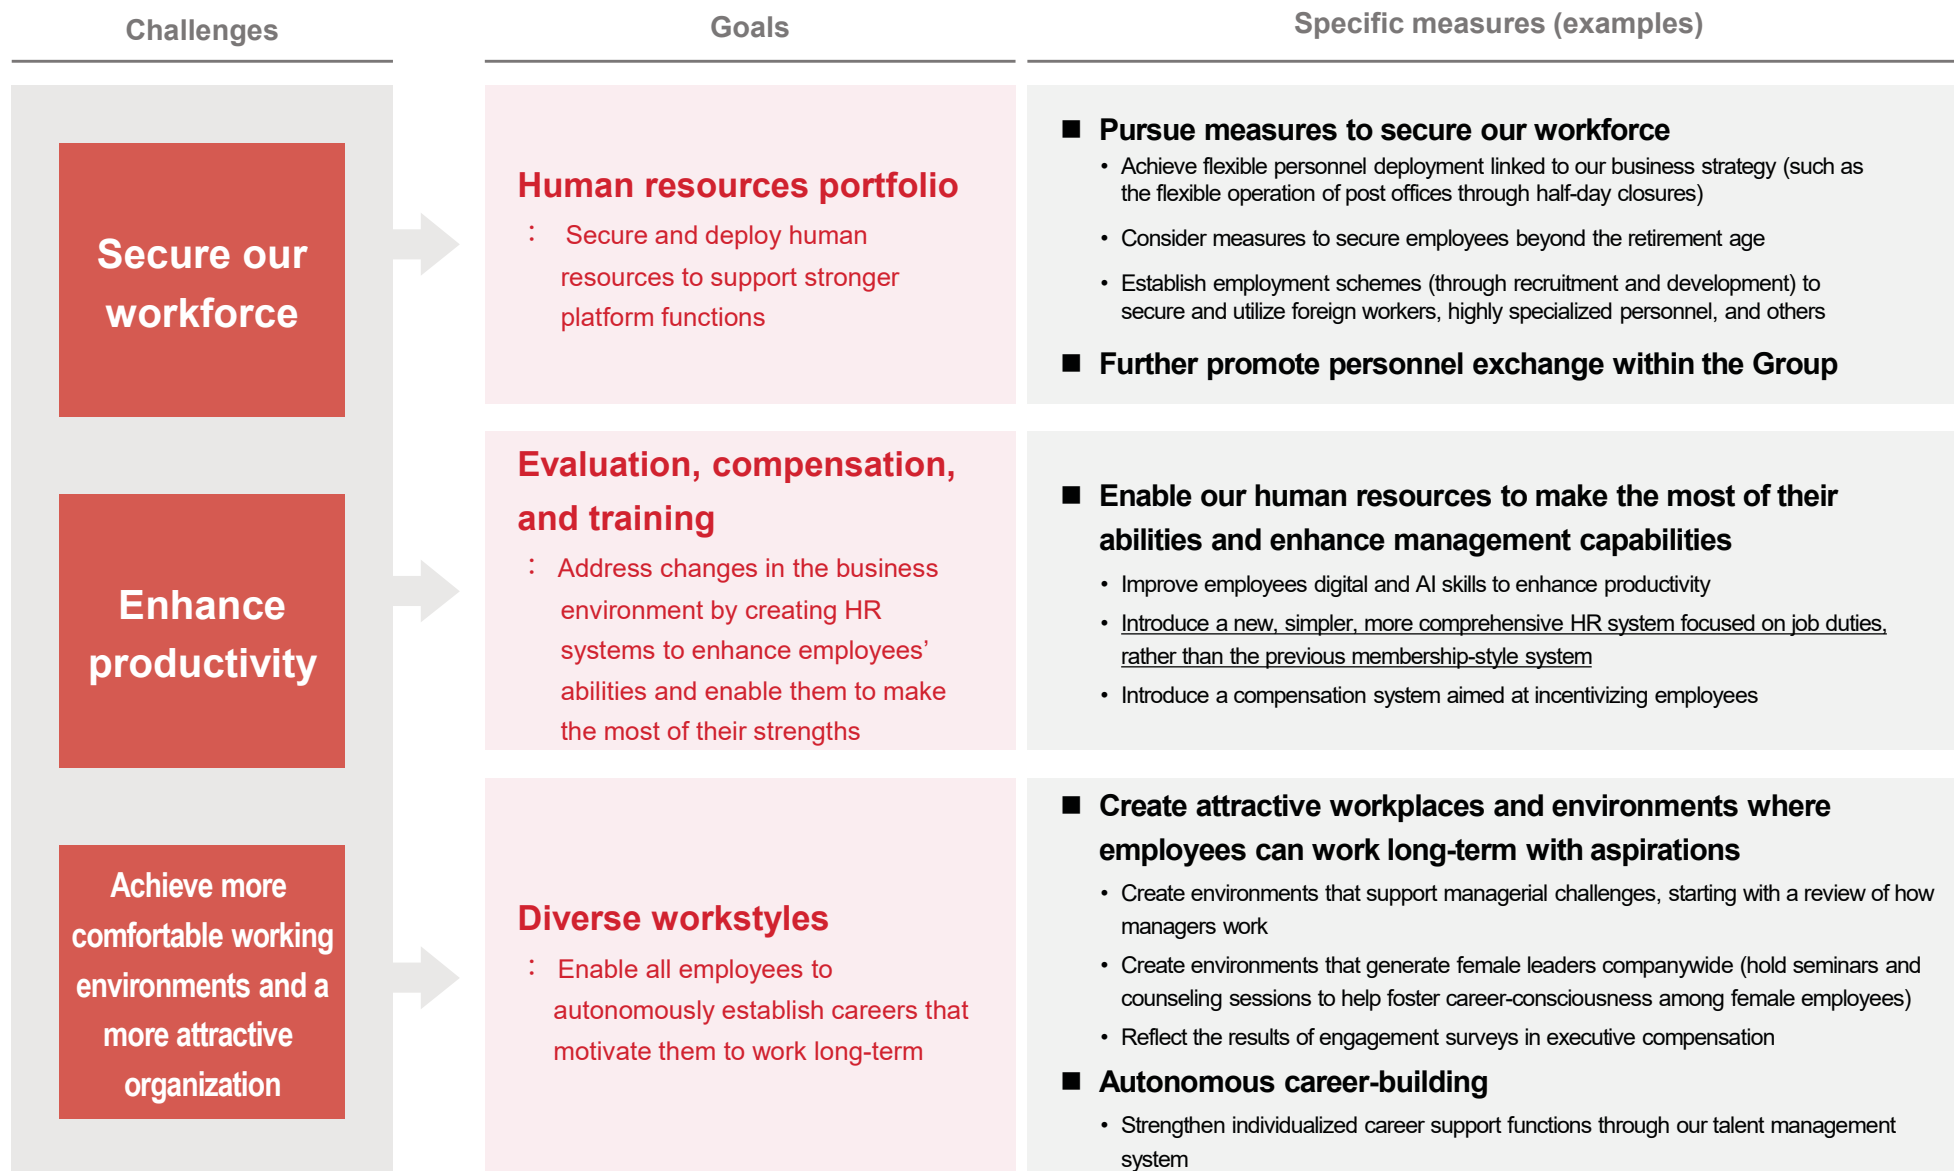 Challenges
Goals
Specific measures (examples)
Secure our
workforce
Human resources portfolio
： Secure and deploy human
resources to support stronger
platform functions
■ Pursue measures to secure our workforce
• Achieve flexible personnel deployment linked to our business strategy (such as
the flexible operation of post offices through half-day closures)
• Consider measures to secure employees beyond the retirement age
• Establish employment schemes (through recruitment and development) to
secure and utilize foreign workers, highly specialized personnel, and others
■ Further promote personnel exchange within the Group
Enhance
productivity
Evaluation, compensation,
and training
： Address changes in the business
environment by creating HR
systems to enhance employees’
abilities and enable them to make
the most of their strengths
■ Enable our human resources to make the most of their
abilities and enhance management capabilities
• Improve employees digital and AI skills to enhance productivity
• Introduce a new, simpler, more comprehensive HR system focused on job duties,
rather than the previous membership-style system
• Introduce a compensation system aimed at incentivizing employees
Achieve more
comfortable working
environments and a
more attractive
organization
Diverse workstyles
： Enable all employees to
autonomously establish careers that
motivate them to work long-term
■ Create attractive workplaces and environments where
employees can work long-term with aspirations
• Create environments that support managerial challenges, starting with a review of how
managers work
• Create environments that generate female leaders companywide (hold seminars and
counseling sessions to help foster career-consciousness among female employees)
• Reflect the results of engagement surveys in executive compensation
■ Autonomous career-building
• Strengthen individualized career support functions through our talent management
system